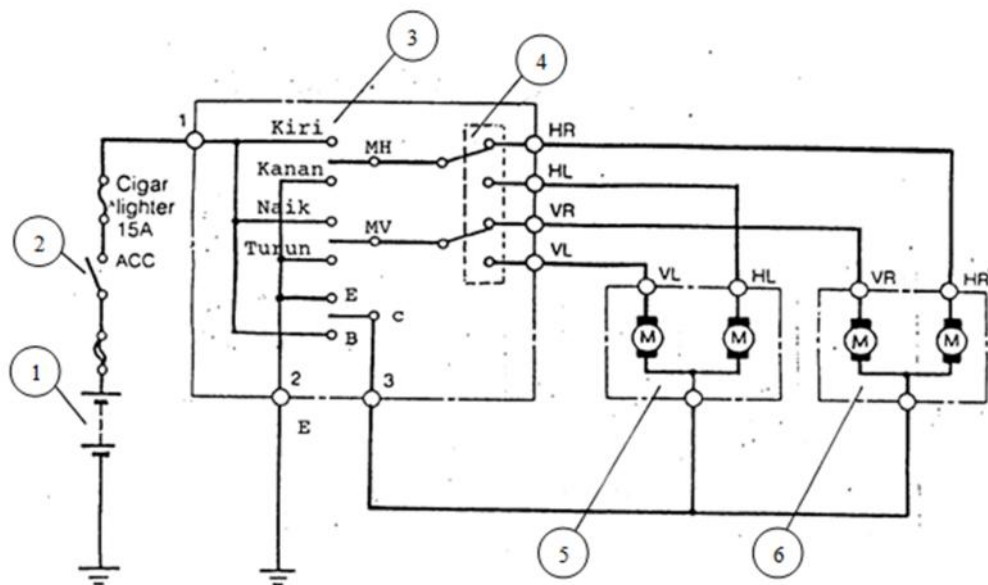 3
4
1
Kiri
HR
MH
Kanan
HL
Cigar
lighter
15A
Naik
VR
MV
2
ACC
Turun
VL
E
C
B
VL
HL
VR
HR
M
M
M
M
1
2
3
E
5
6